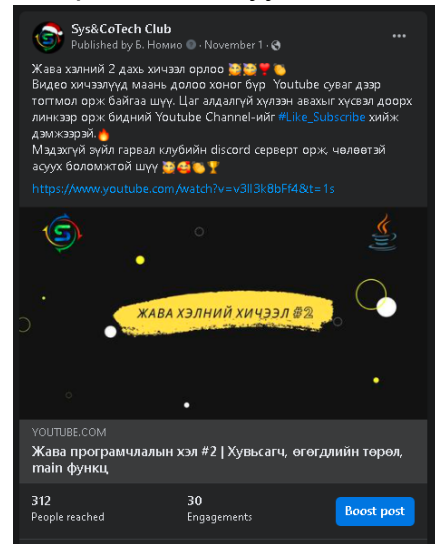 Sys&CoTech Club
Published by Б. Номио · November 1 ·
Жава хэлний 2 дахь хичээл орлоо 🥰🥰❣️👏
Видео хичээлүүд маань долоо хоног бүр Youtube суваг дээр
тогтмол орж байгаа шүү. Цаг алдалгүй хүлээн авахыг хүсвэл доорх
линкээр орж бидний Youtube Channel-ийг #Like_Subscribe хийж
дэмжээрэй.🔥
Мэдэхгүй зүйл гарвал клубийн discord серверт орж, чөлөөтэй
асуух боломжтой шүү 🥰🥰👏🏆
https://www.youtube.com/watch?v=v3lI3k8bFf4&t=1s
ЖАВА ХЭЛНИЙ ХИЧЭЭЛ #2
YOUTUBE.COM
Жава програмчлалын хэл #2 | Хувьсагч, өгөгдлийн төрөл,
main функц
312
People reached
30
Engagements
Boost post